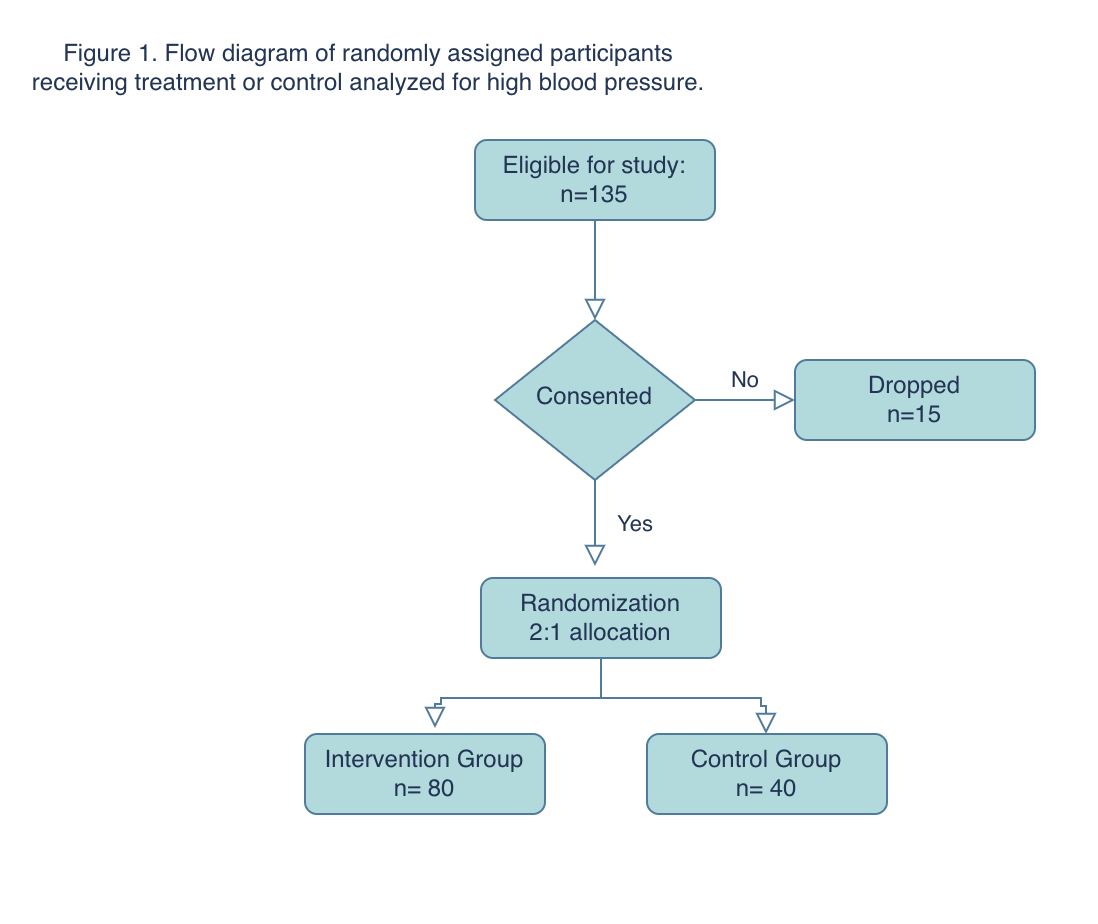 Figure 1. Flow diagram of randomly assigned participants
receiving treatment or control analyzed for high blood pressure.
Eligible for study:
n=135
Consented
No
Dropped
n=15
Yes
Randomization
2:1 allocation
Intervention Group
n= 80
Control Group
n= 40